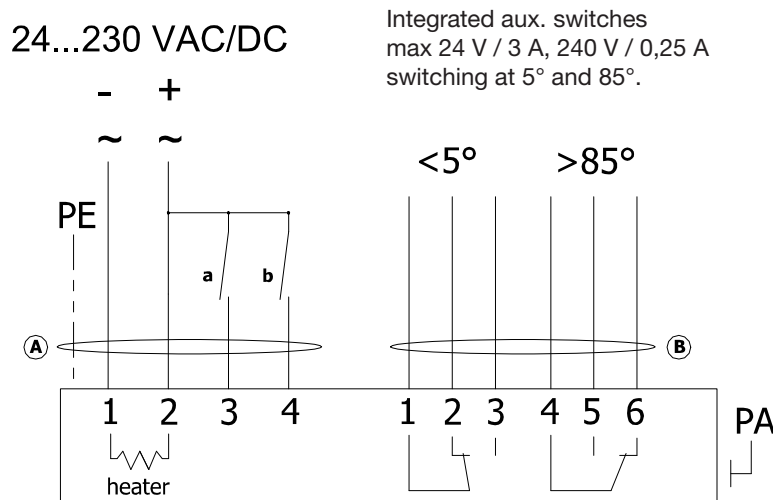 24...230 VAC/DC
Integrated aux. switches
max 24 V / 3 A, 240 V / 0,25 A
switching at 5° and 85°.
- +
~ ~
<5° >85°
PE
a b
A B
1 2 3 4 1 2 3 4 5 6
PA
heater